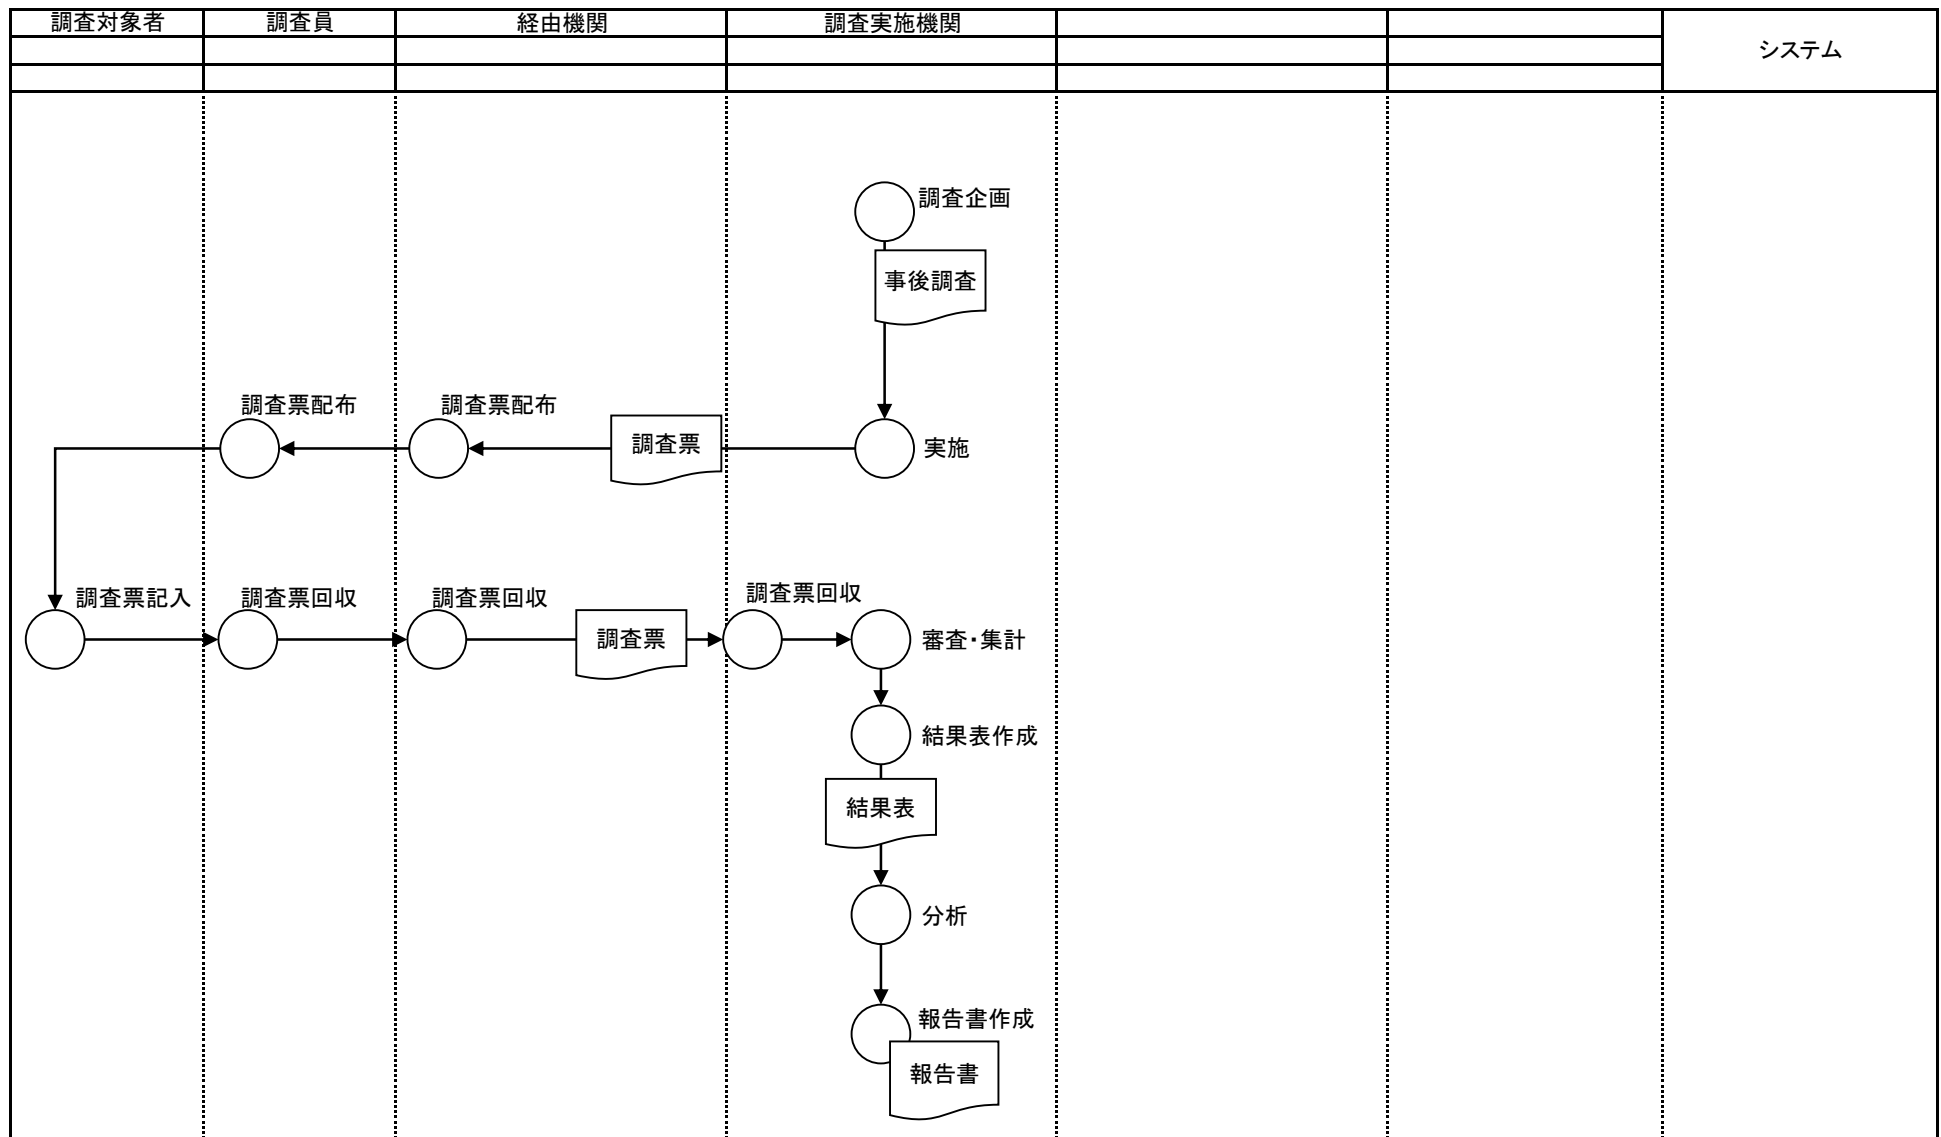 調査対象者
調査員
経由機関
調査実施機関
システム
調査企画
事後調査
調査票配布
調査票配布
調査票
実施
調査票記入
調査票回収
調査票回収
調査票
調査票回収
審査・集計
結果表作成
結果表
分析
報告書作成
報告書